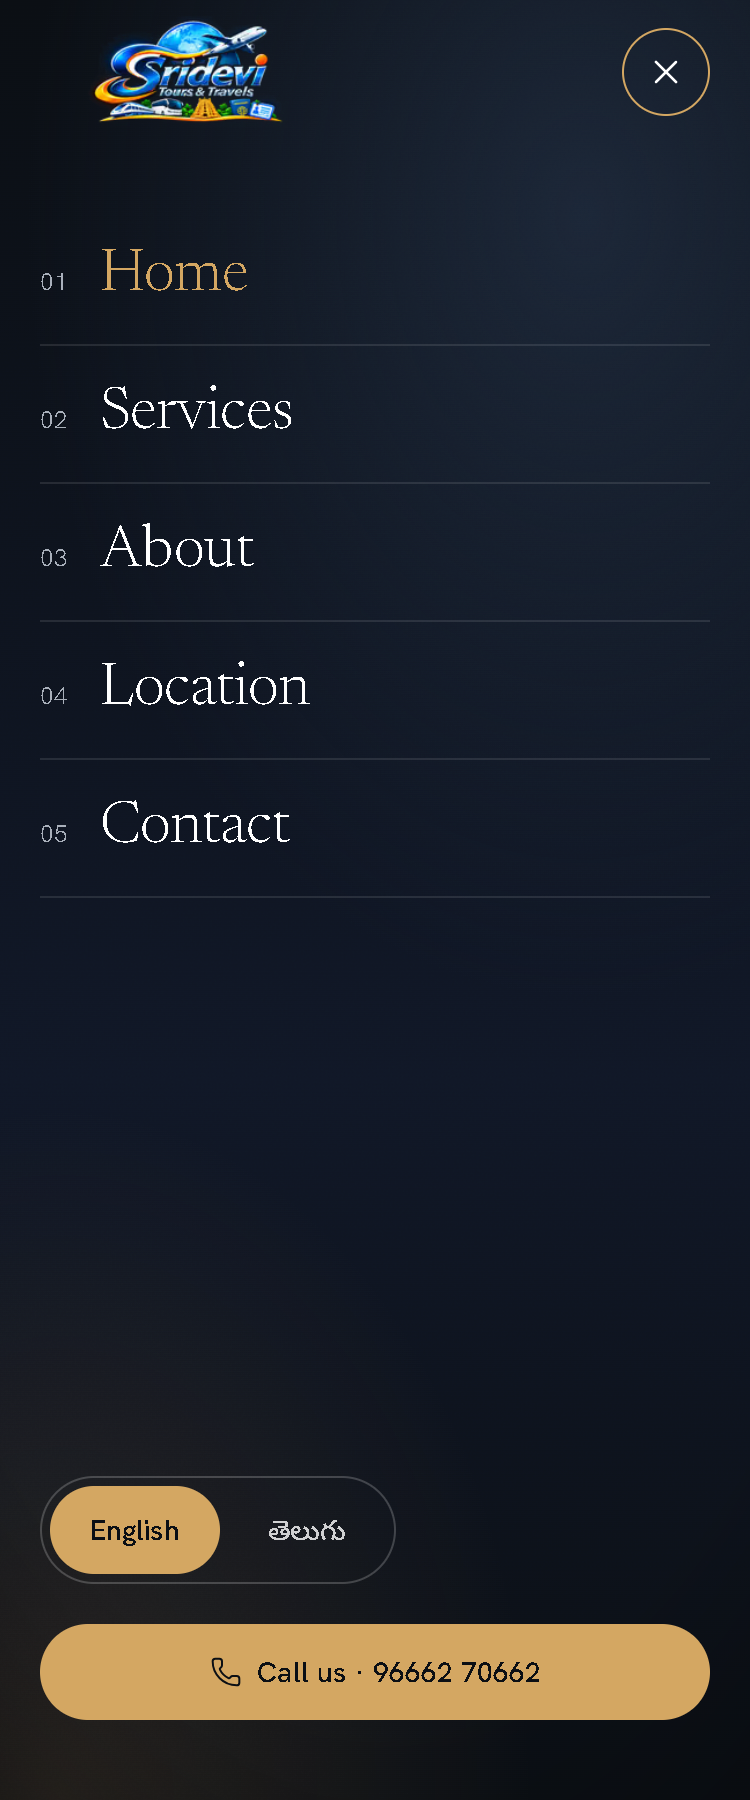 Sridevi
Tours & Travels
01 Home
02 Services
03 About
04 Location
05 Contact
English తెలుగు
Call us · 96662 70662